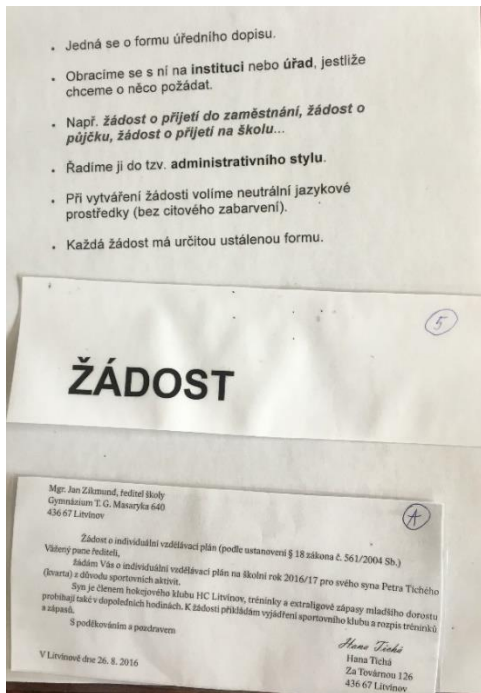 • Jedná se o formu úředního dopisu.
• Obracíme se s ní na instituci nebo úřad, jestliže
chceme o něco požádat.
• Např. žádost o přijetí do zaměstnání, žádost o
půjčku, žádost o přijetí na školu...
• Řadíme ji do tzv. administrativního stylu.
• Při vytváření žádosti volíme neutrální jazykové
prostředky (bez citového zabarvení).
• Každá žádost má určitou ustálenou formu.
5
ŽÁDOST
Mgr. Jan Zikmund, ředitel školy
Gymnázium T. G. Masaryka 640
436 67 Litvínov
A
Žádost o individuální vzdělávací plán (podle ustanovení § 18 zákona č. 561/2004 Sb.)
Vážený pane řediteli,
žádám Vás o individuální vzdělávací plán na školní rok 2016/17 pro svého syna Petra Tichého
(kvarta) z důvodu sportovních aktivit.
Syn je členem hokejového klubu HC Litvínov, tréninky a extraligové zápasy mladšího dorostu
probíhají také v dopoledních hodinách. K žádosti přikládám vyjádření sportovního klubu a rozpis tréninků
a zápasů.
S poděkováním a pozdravem
Hana Tichá
V Litvínově dne 26. 8. 2016
Hana Tichá
Za Továrnou 126
436 67 Litvínov